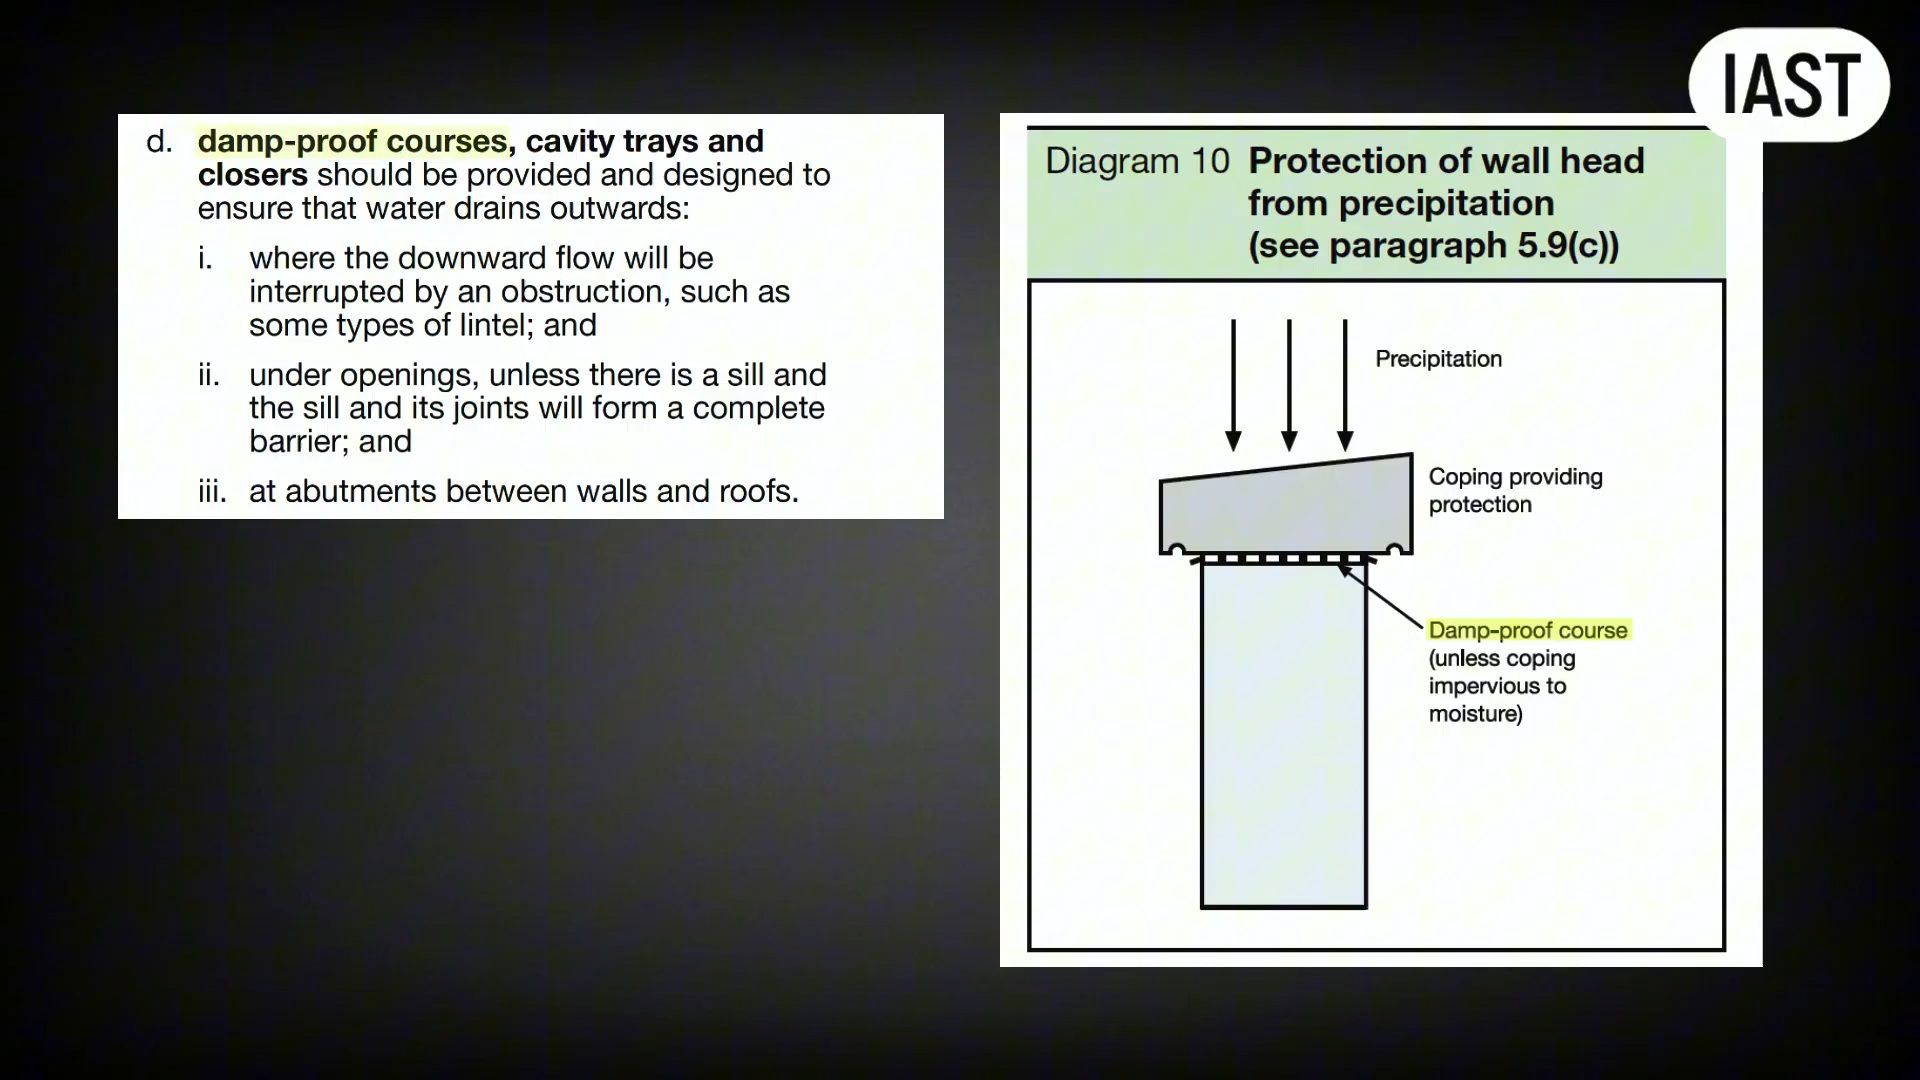 IAST
d. damp-proof courses, cavity trays and
closers should be provided and designed to
ensure that water drains outwards:
i. where the downward flow will be
interrupted by an obstruction, such as
some types of lintel; and
ii. under openings, unless there is a sill and
the sill and its joints will form a complete
barrier; and
iii. at abutments between walls and roofs.
Diagram 10 Protection of wall head
from precipitation
(see paragraph 5.9(c))
Precipitation
Coping providing
protection
Damp-proof course
(unless coping
impervious to
moisture)